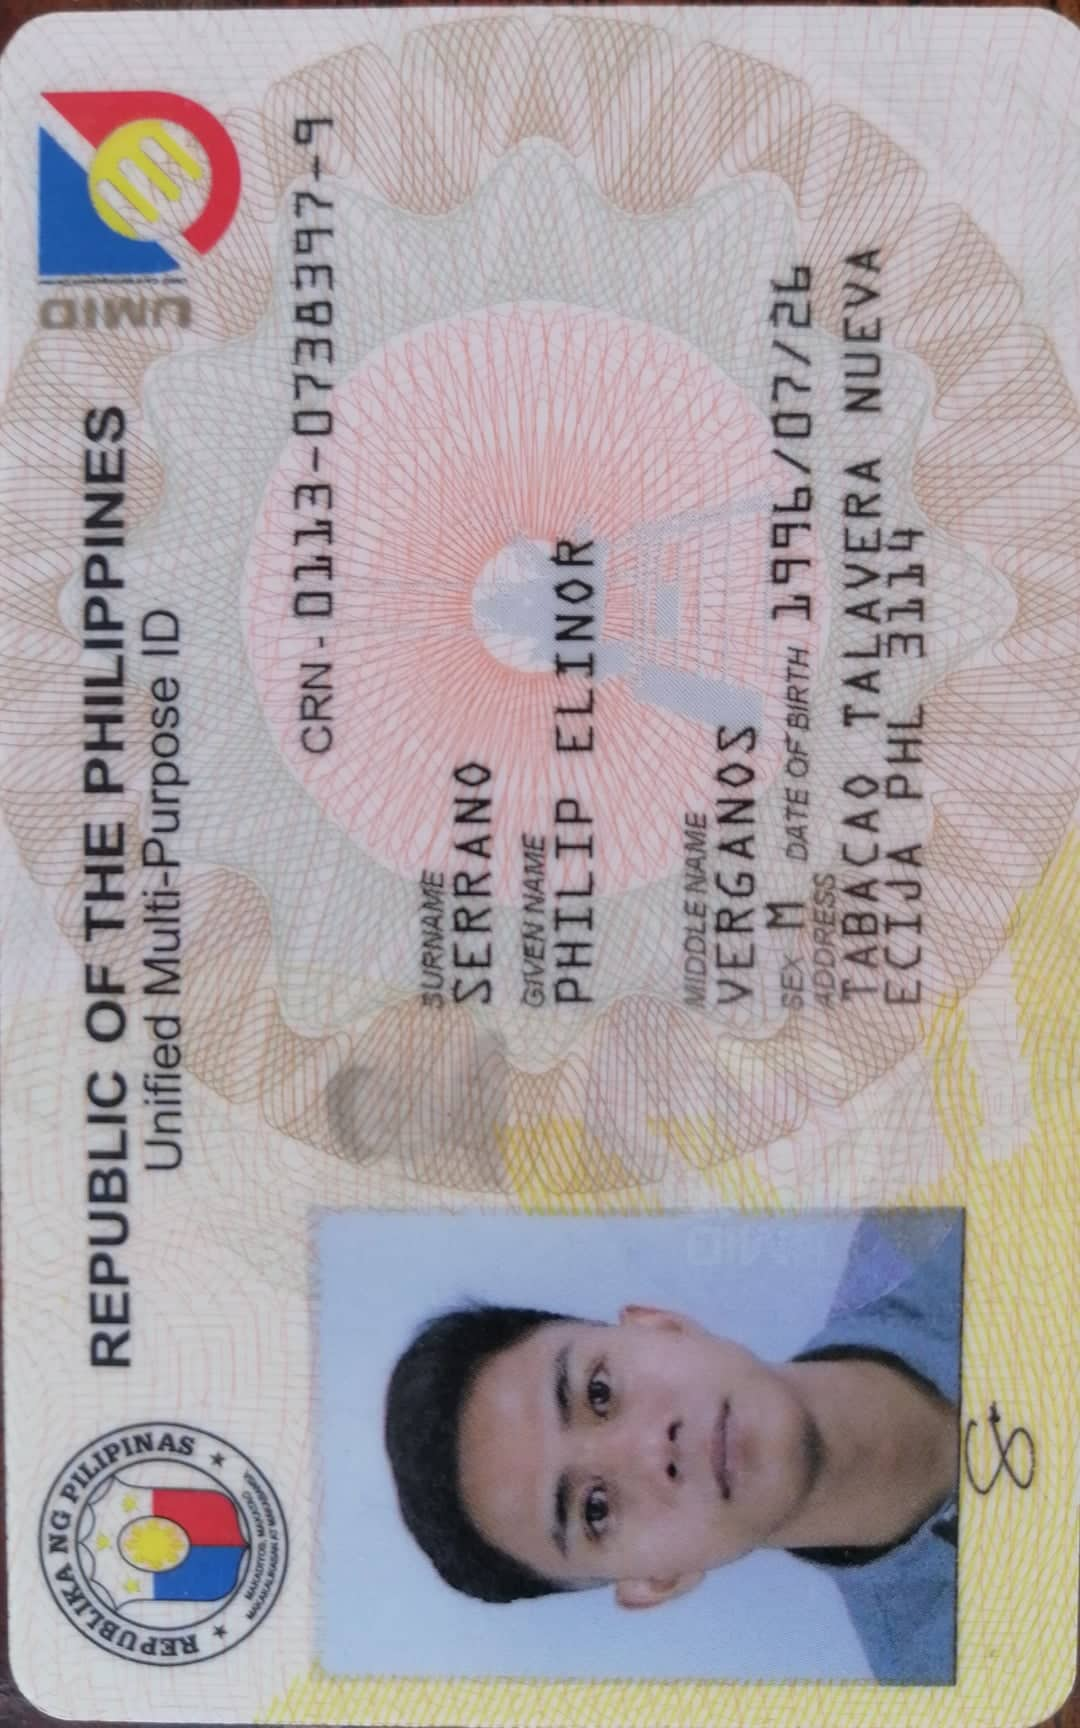 REPUBLIC OF THE PHILIPPINES
Unified Multi-Purpose ID
UMID
REPUBLIKA NG PILIPINAS
MAKADIYOS, MAKATAO,
MAKAKALIKASAN AT MAKABANSA
CRN-0113-0738397-9
SURNAME
SERRANO
GIVEN NAME
PHILIP ELINOR
MIDDLE NAME
VERGANOS
SEX M DATE OF BIRTH 1996/07/26
ADDRESS
TABACAO TALAVERA NUEVA
ECIJA PHL 3114